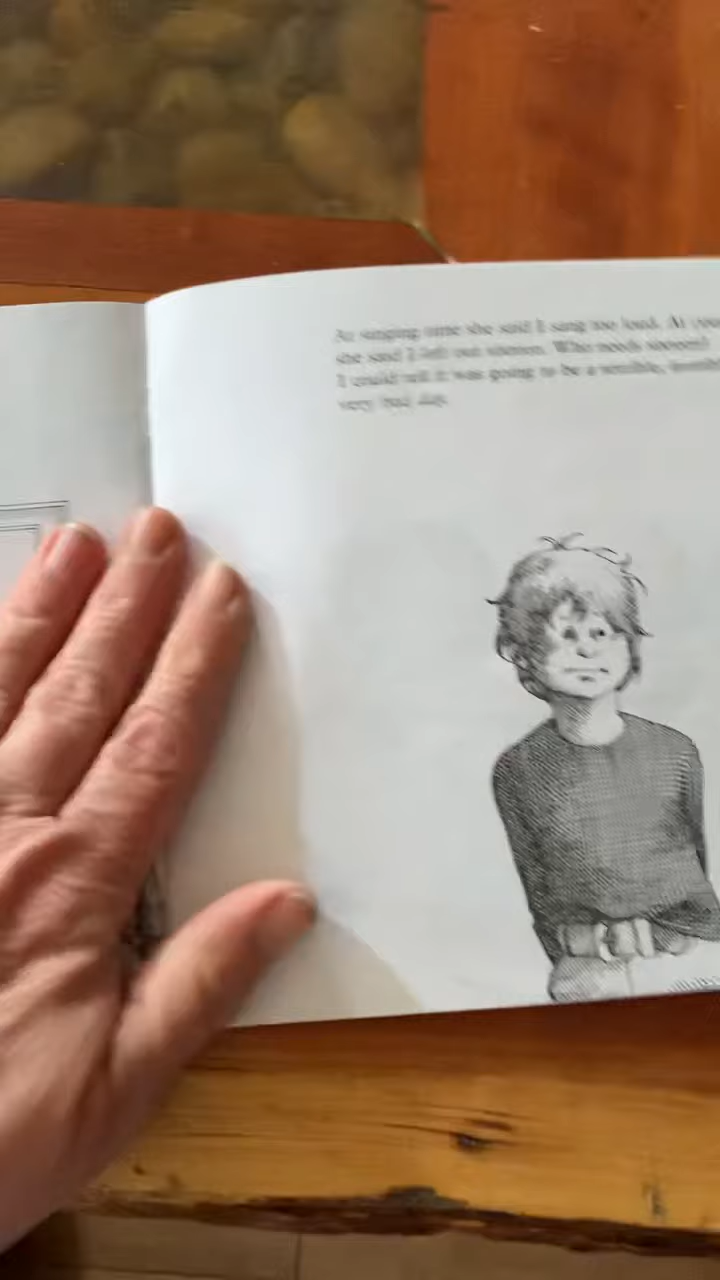 At singing time she said I sang too loud. At
she said I left out sixteen. Who needs sixteen?
I could tell it was going to be a terrible,
very bad day.